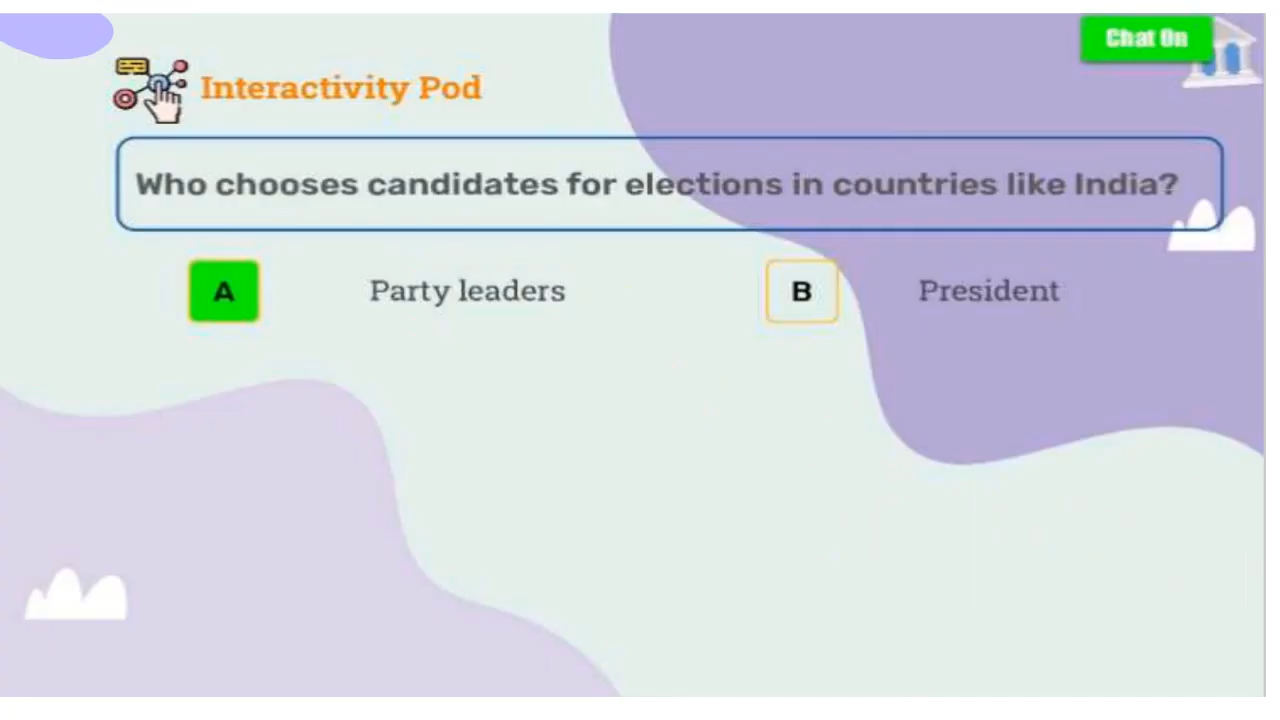 Chat On
Interactivity Pod
Who chooses candidates for elections in countries like India?
A Party leaders B President